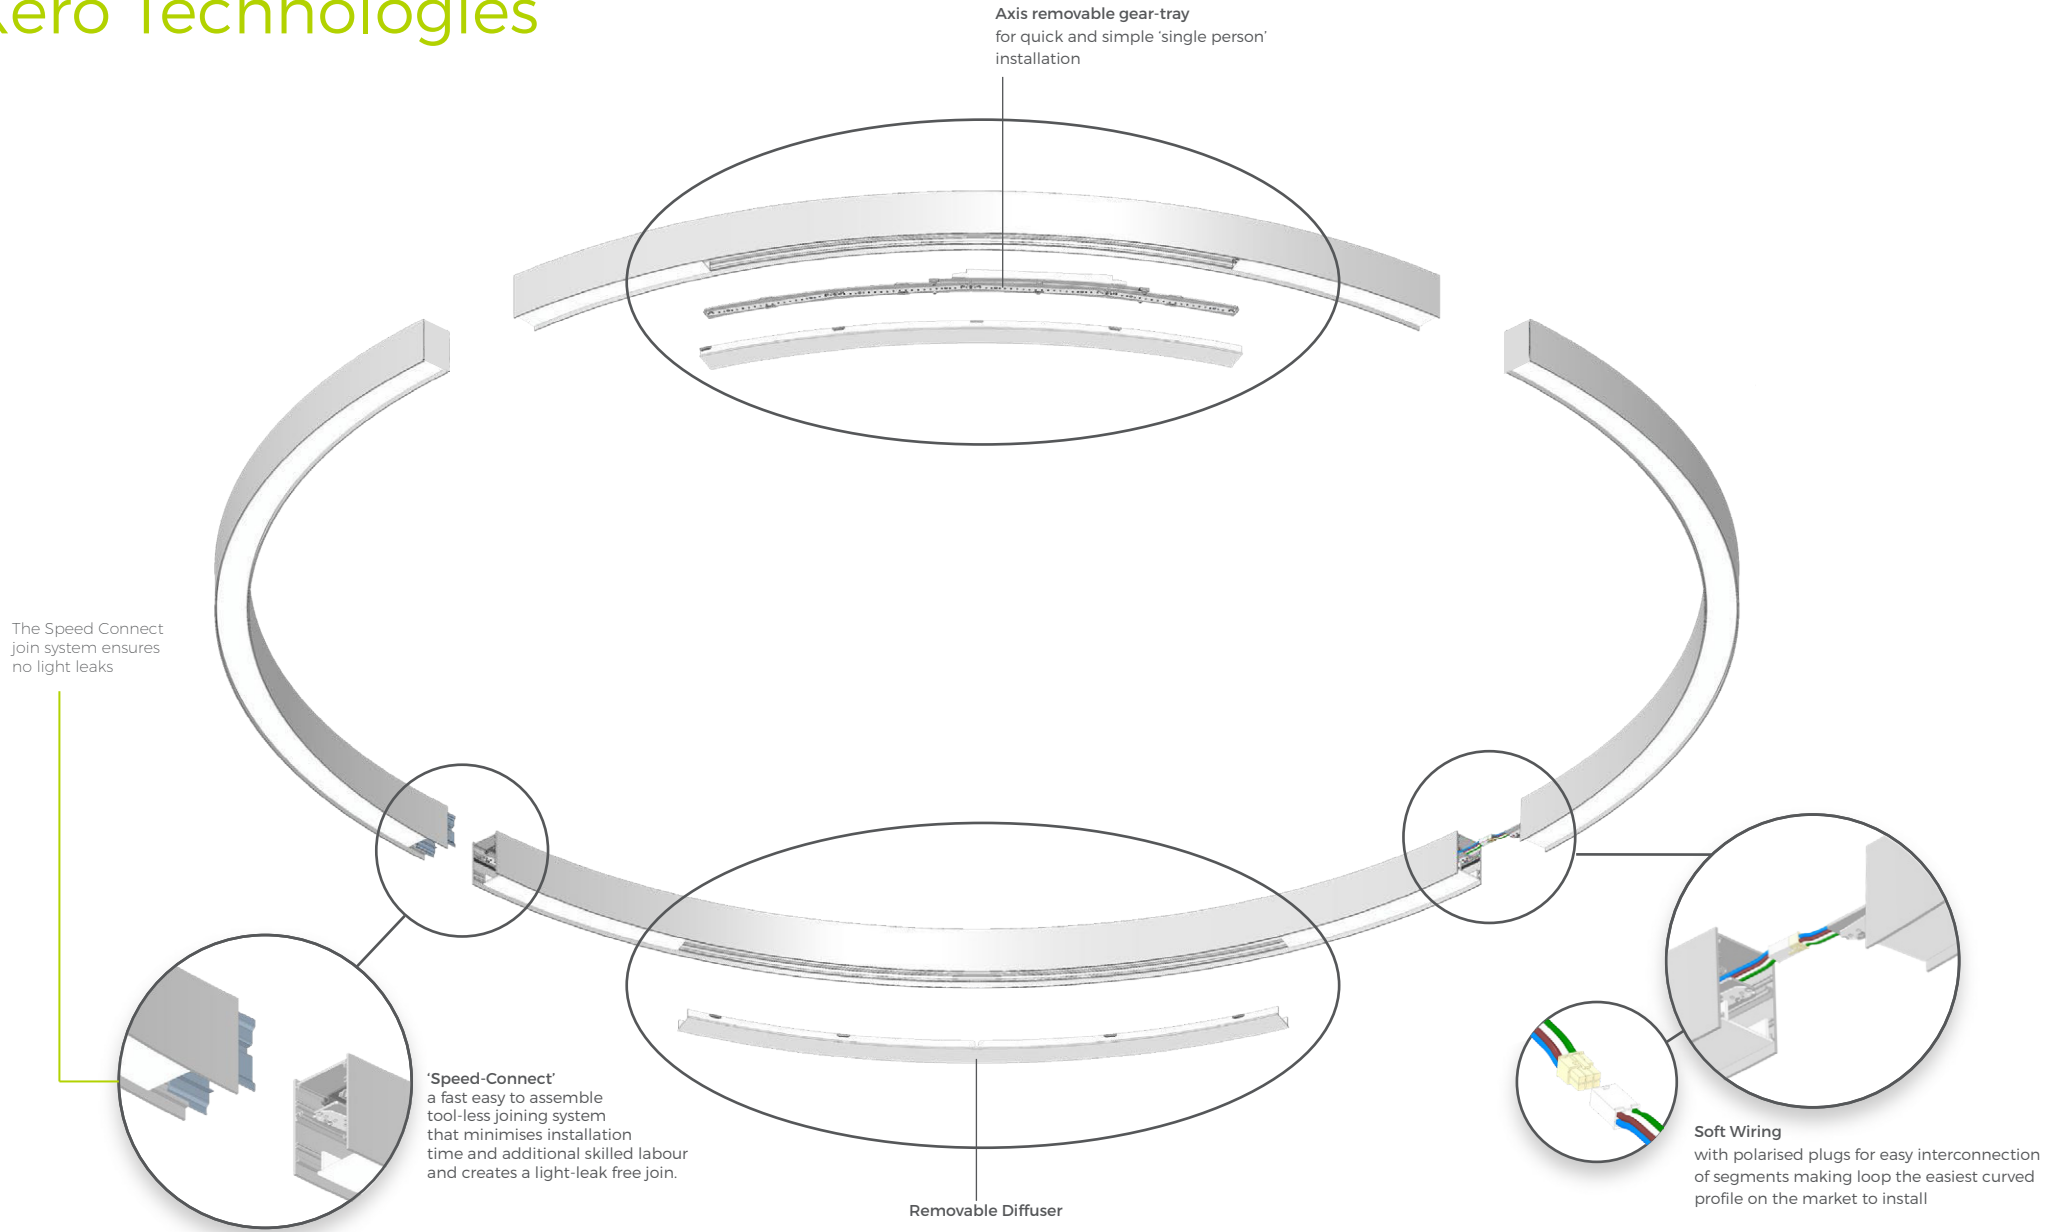 Xero Technologies
Axis removable gear-tray
for quick and simple ‘single person’
installation
The Speed Connect
join system ensures
no light leaks
‘Speed-Connect’
a fast easy to assemble
tool-less joining system
that minimises installation
time and additional skilled labour
and creates a light-leak free join.
Removable Diffuser
Soft Wiring
with polarised plugs for easy interconnection
of segments making loop the easiest curved
profile on the market to install